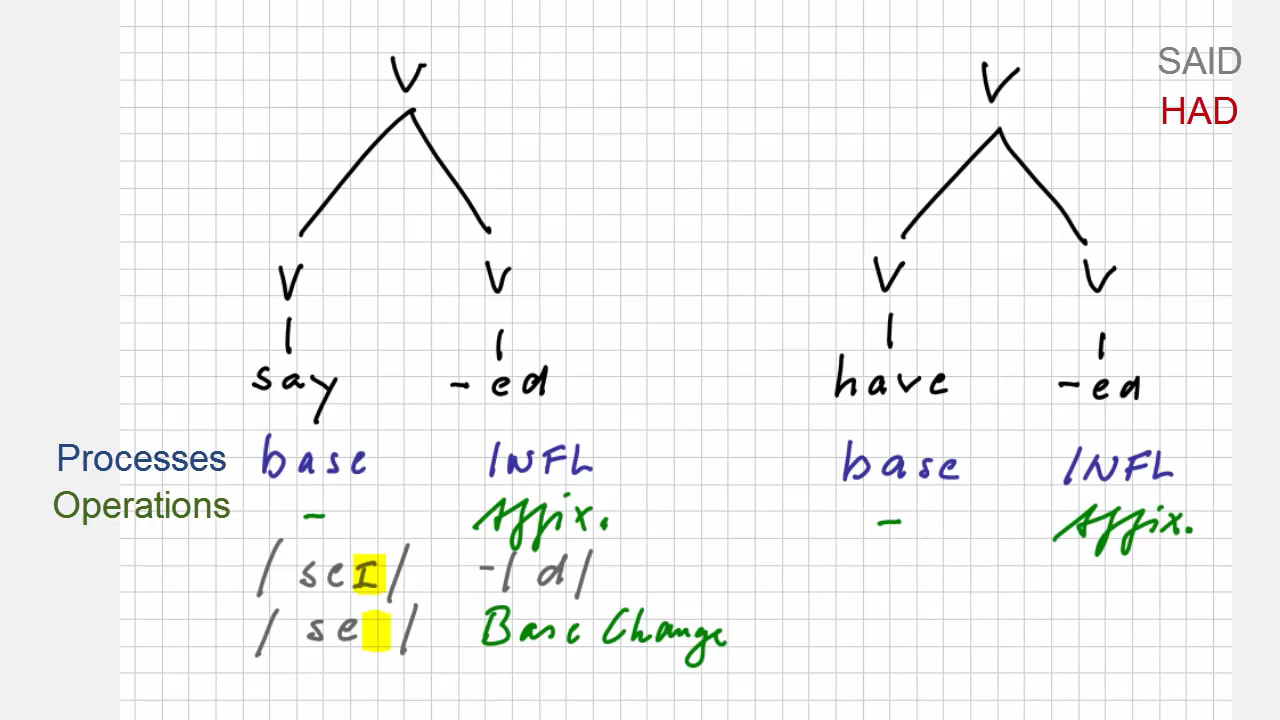 SAID
HAD
V V
V V V V
say -ed have -ed
Processes base INFL base INFL
Operations - Affix. - Affix.
/seI/ -/d/
/se / Base Change